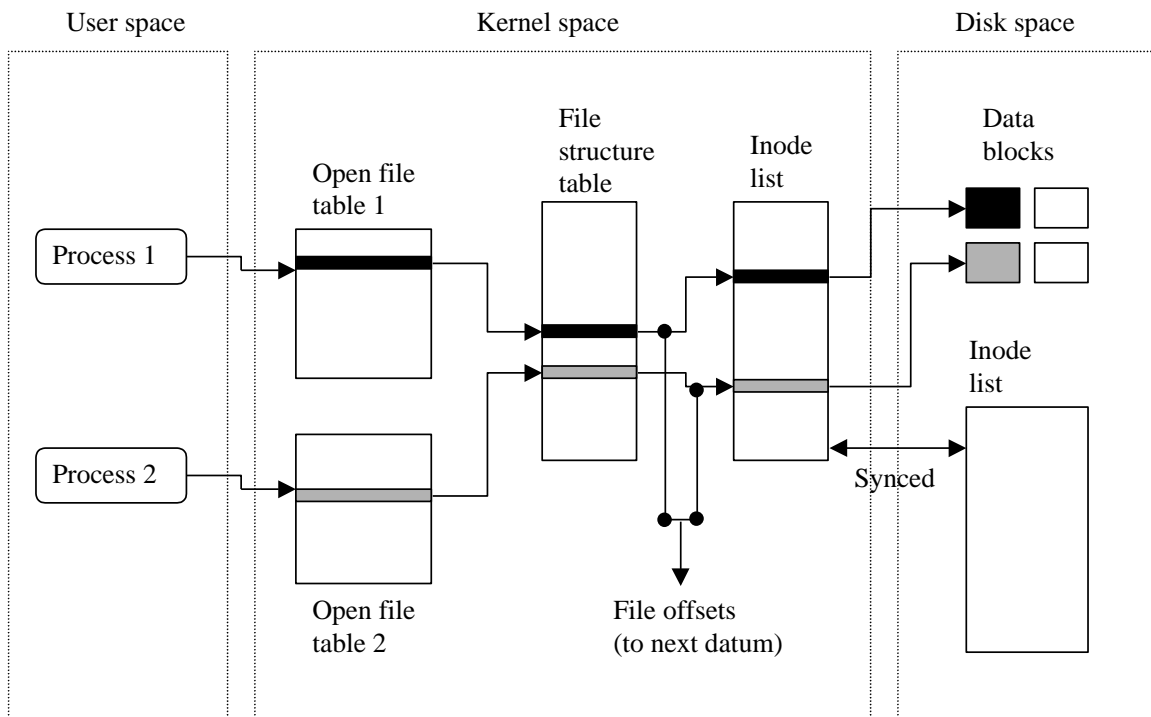 User space
Kernel space
Disk space
File
structure
table
Data
blocks
Inode
list
Open file
table 1
Process 1
Inode
list
Process 2
Synced
Open file
table 2
File offsets
(to next datum)